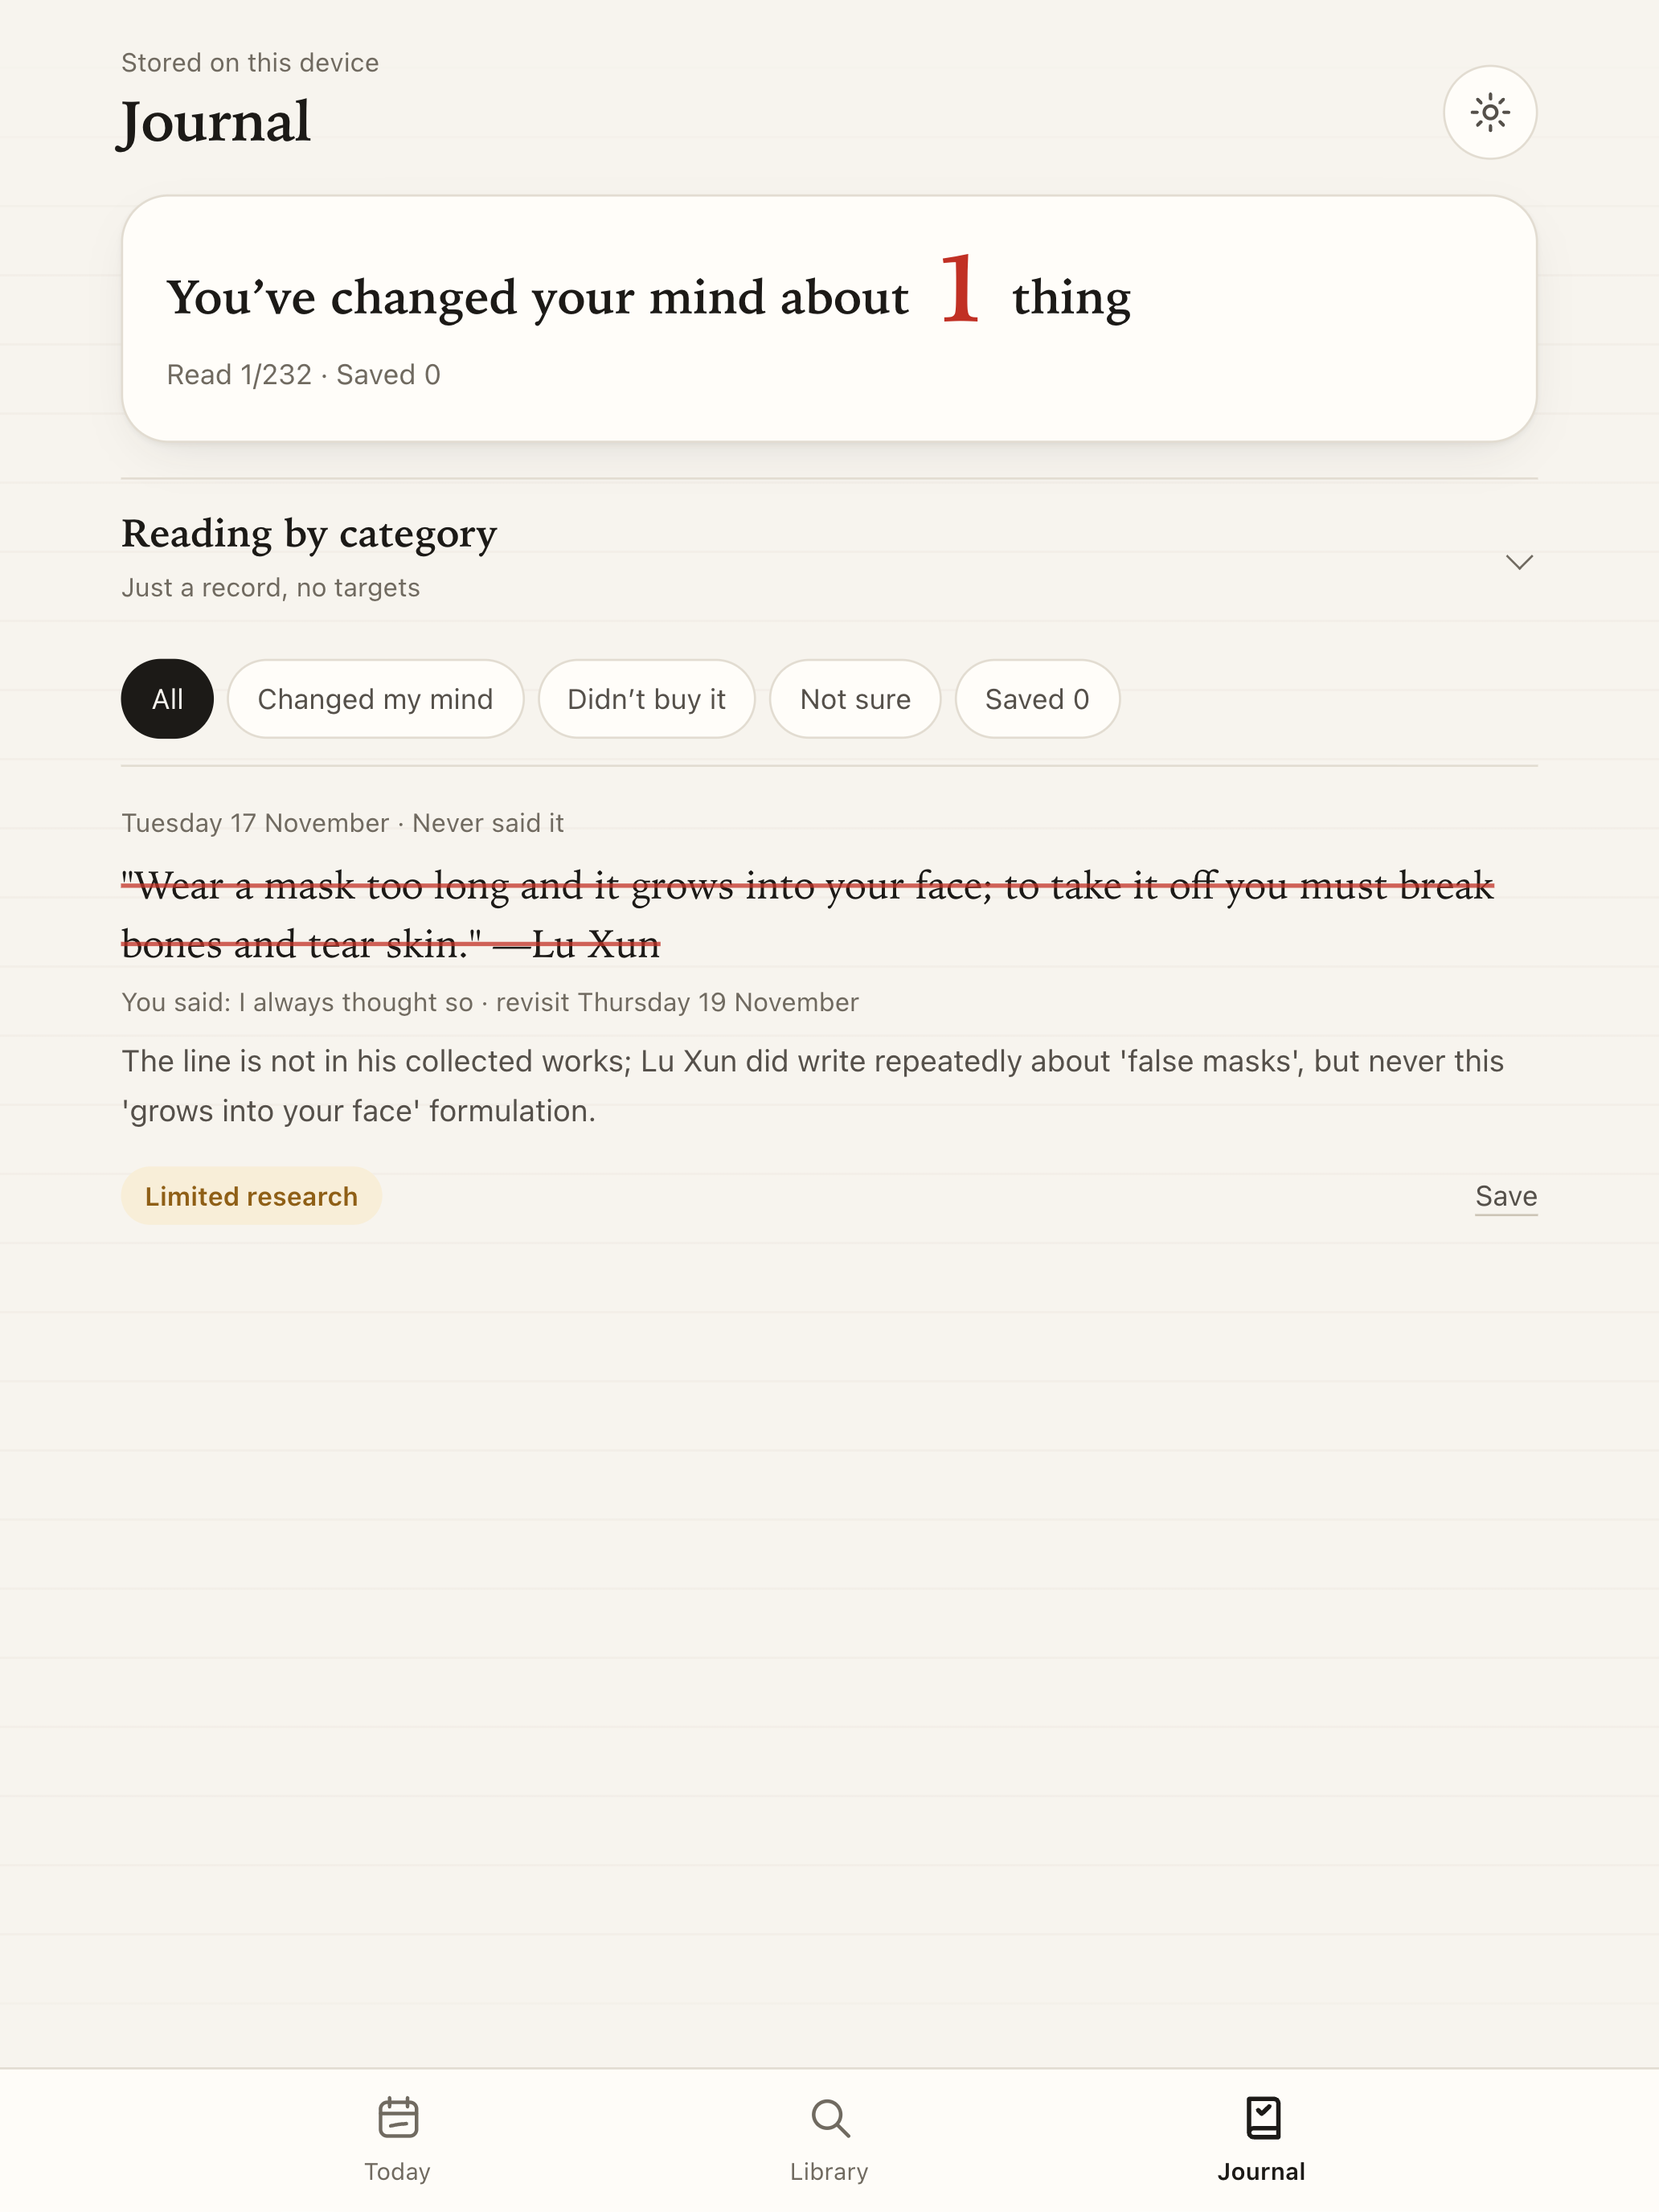 Stored on this device
Journal
You’ve changed your mind about 1 thing
Read 1/232 · Saved 0
Reading by category
Just a record, no targets
All
Changed my mind
Didn’t buy it
Not sure
Saved 0
Tuesday 17 November · Never said it
"Wear a mask too long and it grows into your face; to take it off you must break
bones and tear skin." —Lu Xun
You said: I always thought so · revisit Thursday 19 November
The line is not in his collected works; Lu Xun did write repeatedly about 'false masks', but never this
'grows into your face' formulation.
Limited research
Save
Today
Library
Journal